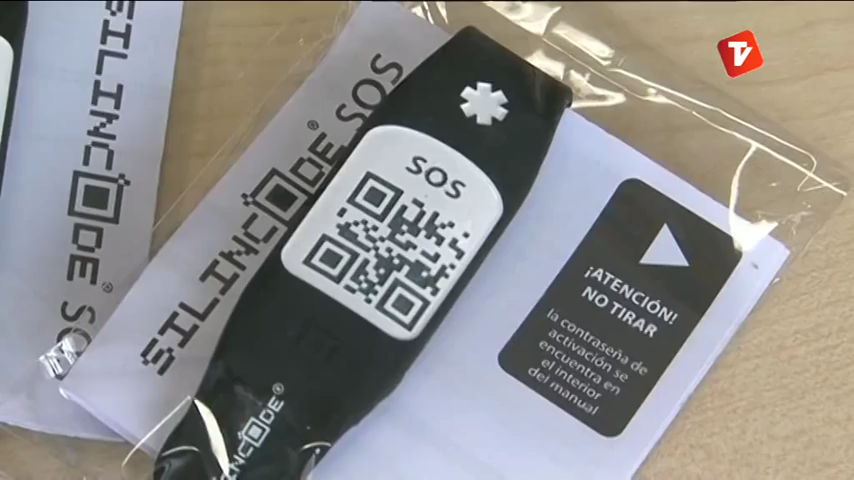 TV
SILINCODE® SOS
SILINCODE® SOS
SOS
SILINCODE®
¡ATENCIÓN!
NO TIRAR
la contraseña de
activación se
encuentra en
el interior
del manual